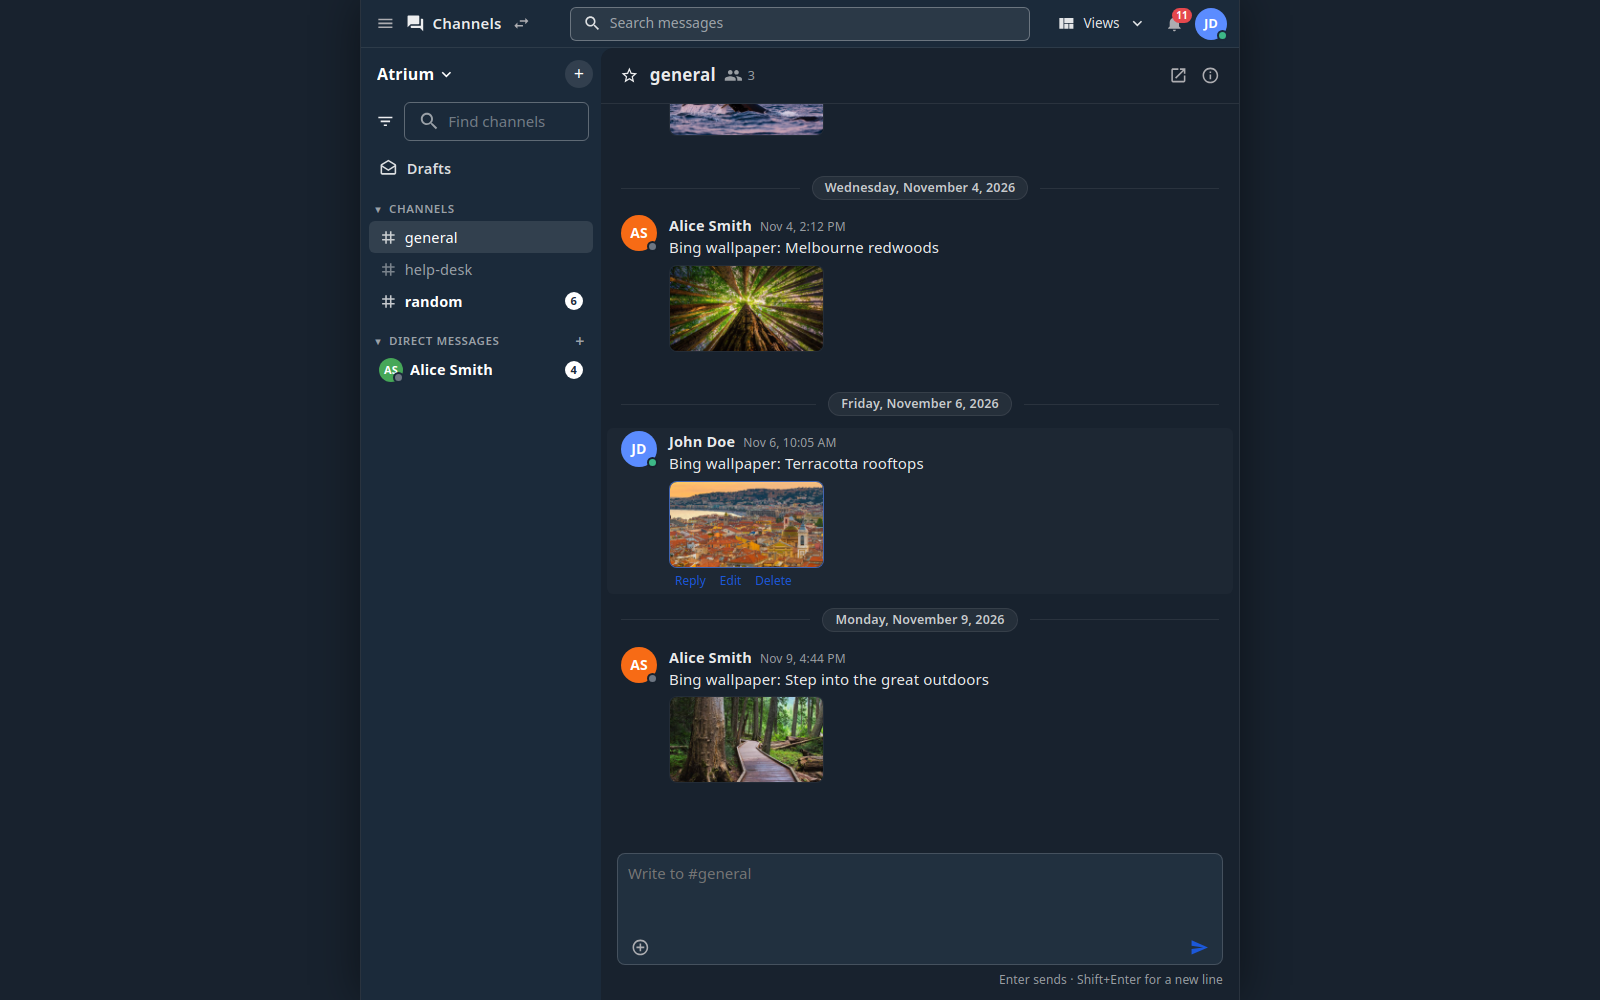 Channels
Search messages
Views
11
JD
Atrium
+
Find channels
Drafts
CHANNELS
general
help-desk
random
6
DIRECT MESSAGES
+
AS
Alice Smith
4
general
3
Wednesday, November 4, 2026
AS
Alice Smith Nov 4, 2:12 PM
Bing wallpaper: Melbourne redwoods
Friday, November 6, 2026
JD
John Doe Nov 6, 10:05 AM
Bing wallpaper: Terracotta rooftops
Reply Edit Delete
Monday, November 9, 2026
AS
Alice Smith Nov 9, 4:44 PM
Bing wallpaper: Step into the great outdoors
Write to #general
Enter sends · Shift+Enter for a new line